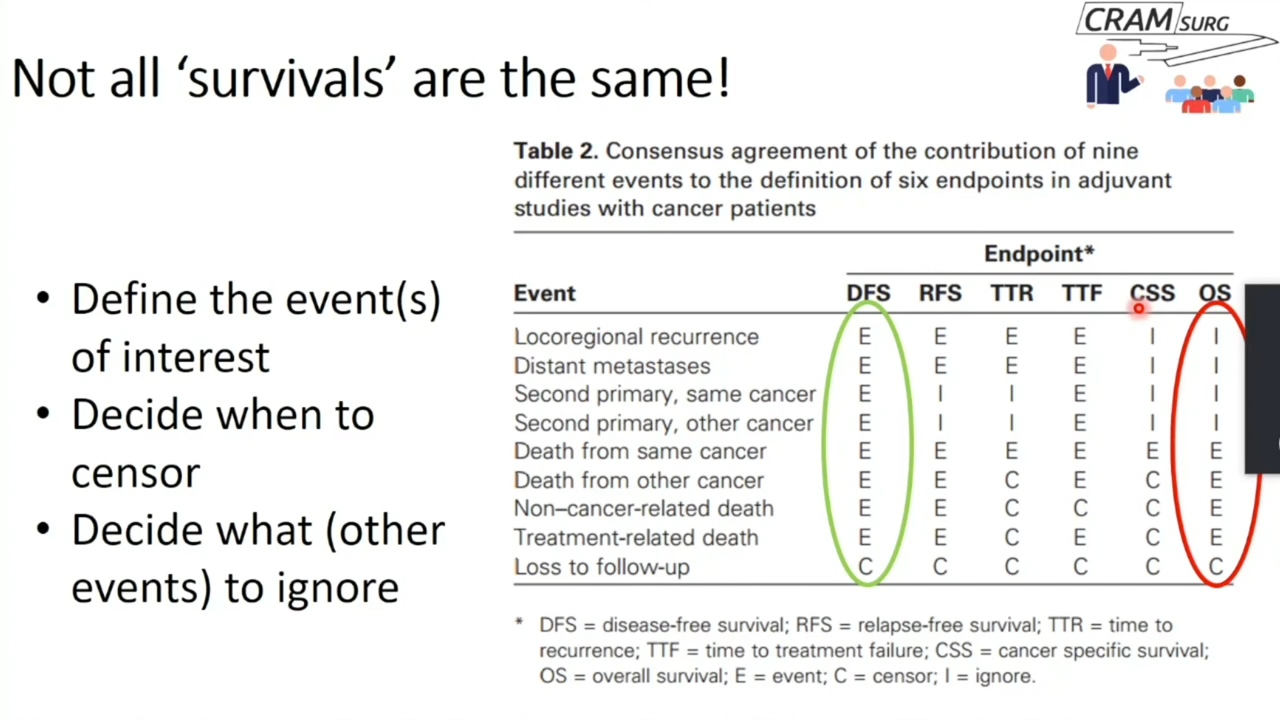 CRAMSURG
Not all ‘survivals’ are the same!
• Define the event(s)
of interest
• Decide when to
censor
• Decide what (other
events) to ignore
Table 2. Consensus agreement of the contribution of nine
different events to the definition of six endpoints in adjuvant
studies with cancer patients
Endpoint*
Event DFS RFS TTR TTF CSS OS
Locoregional recurrence E E E E I I
Distant metastases E E E E I I
Second primary, same cancer E I I E I I
Second primary, other cancer E I I E I I
Death from same cancer E E E E E E
Death from other cancer E E C E C E
Non–cancer-related death E E C C C E
Treatment-related death E E C E C E
Loss to follow-up C C C C C C
* DFS = disease-free survival; RFS = relapse-free survival; TTR = time to
recurrence; TTF = time to treatment failure; CSS = cancer specific survival;
OS = overall survival; E = event; C = censor; I = ignore.